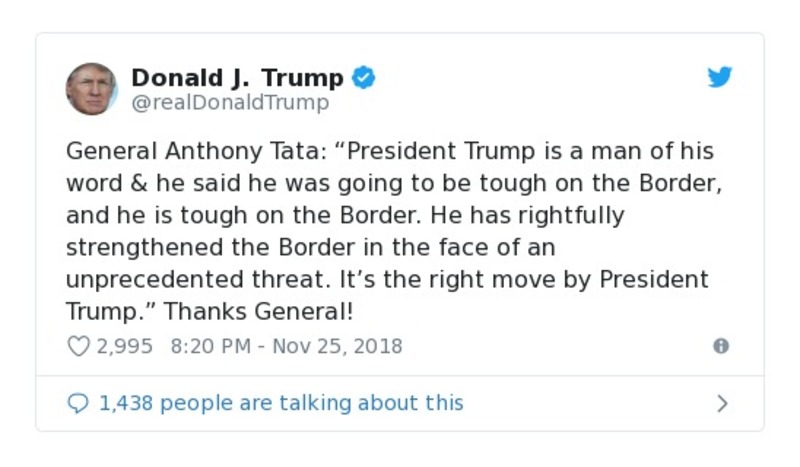 Donald J. Trump
@realDonaldTrump
General Anthony Tata: “President Trump is a man of his
word & he said he was going to be tough on the Border,
and he is tough on the Border. He has rightfully
strengthened the Border in the face of an
unprecedented threat. It’s the right move by President
Trump.” Thanks General!
2,995 8:20 PM - Nov 25, 2018
1,438 people are talking about this